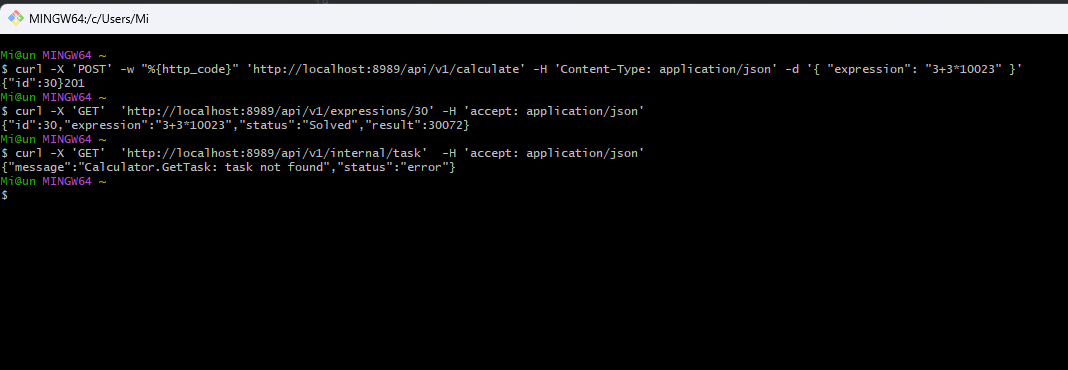 MINGW64:/c/Users/Mi
Mi@un MINGW64 ~
$ curl -X 'POST' -w "%{http_code}" 'http://localhost:8989/api/v1/calculate' -H 'Content-Type: application/json' -d '{ "expression": "3+3*10023" }'
{"id":30}201
Mi@un MINGW64 ~
$ curl -X 'GET'  'http://localhost:8989/api/v1/expressions/30' -H 'accept: application/json'
{"id":30,"expression":"3+3*10023","status":"Solved","result":30072}
Mi@un MINGW64 ~
$ curl -X 'GET'  'http://localhost:8989/api/v1/internal/task'  -H 'accept: application/json'
{"message":"Calculator.GetTask: task not found","status":"error"}
Mi@un MINGW64 ~
$